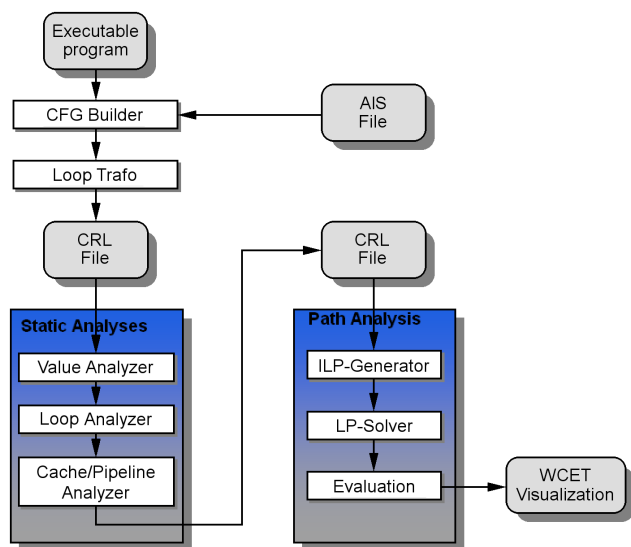 Executable
program
CFG Builder
AIS
File
Loop Trafo
CRL
File
CRL
File
Static Analyses
Value Analyzer
Loop Analyzer
Cache/Pipeline
Analyzer
Path Analysis
ILP-Generator
LP-Solver
Evaluation
WCET
Visualization